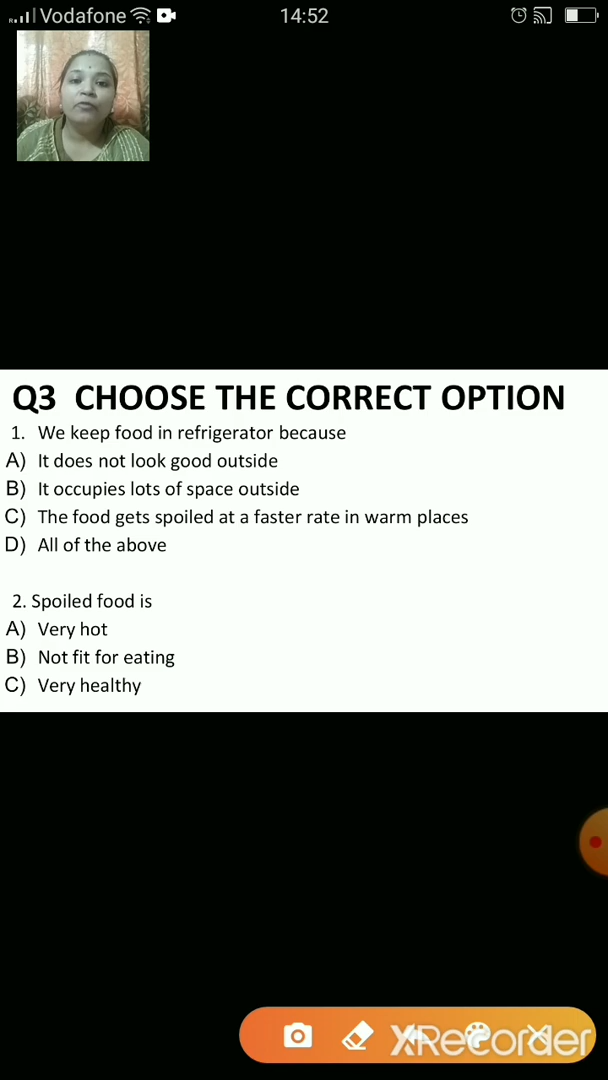 Vodafone
14:52
Q3 CHOOSE THE CORRECT OPTION
1. We keep food in refrigerator because
A) It does not look good outside
B) It occupies lots of space outside
C) The food gets spoiled at a faster rate in warm places
D) All of the above
2. Spoiled food is
A) Very hot
B) Not fit for eating
C) Very healthy
XRecorder